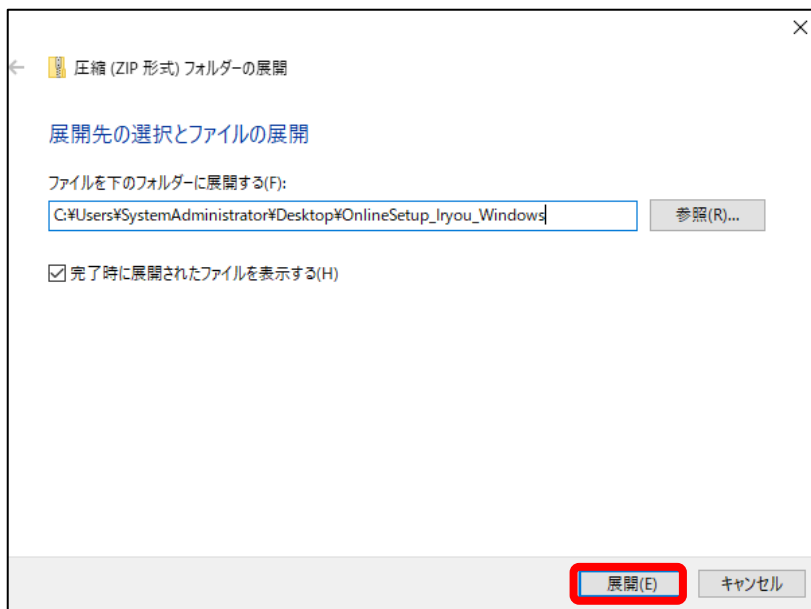 圧縮 (ZIP 形式) フォルダーの展開
展開先の選択とファイルの展開
ファイルを下のフォルダーに展開する(F):
C:¥Users¥SystemAdministrator¥Desktop¥OnlineSetup_Iryou_Windows
参照(R)...
完了時に展開されたファイルを表示する(H)
展開(E)
キャンセル